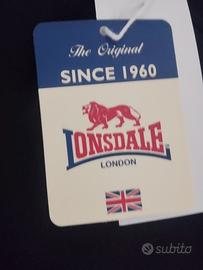 The Original
SINCE 1960
LONSDALE
LONDON
subito